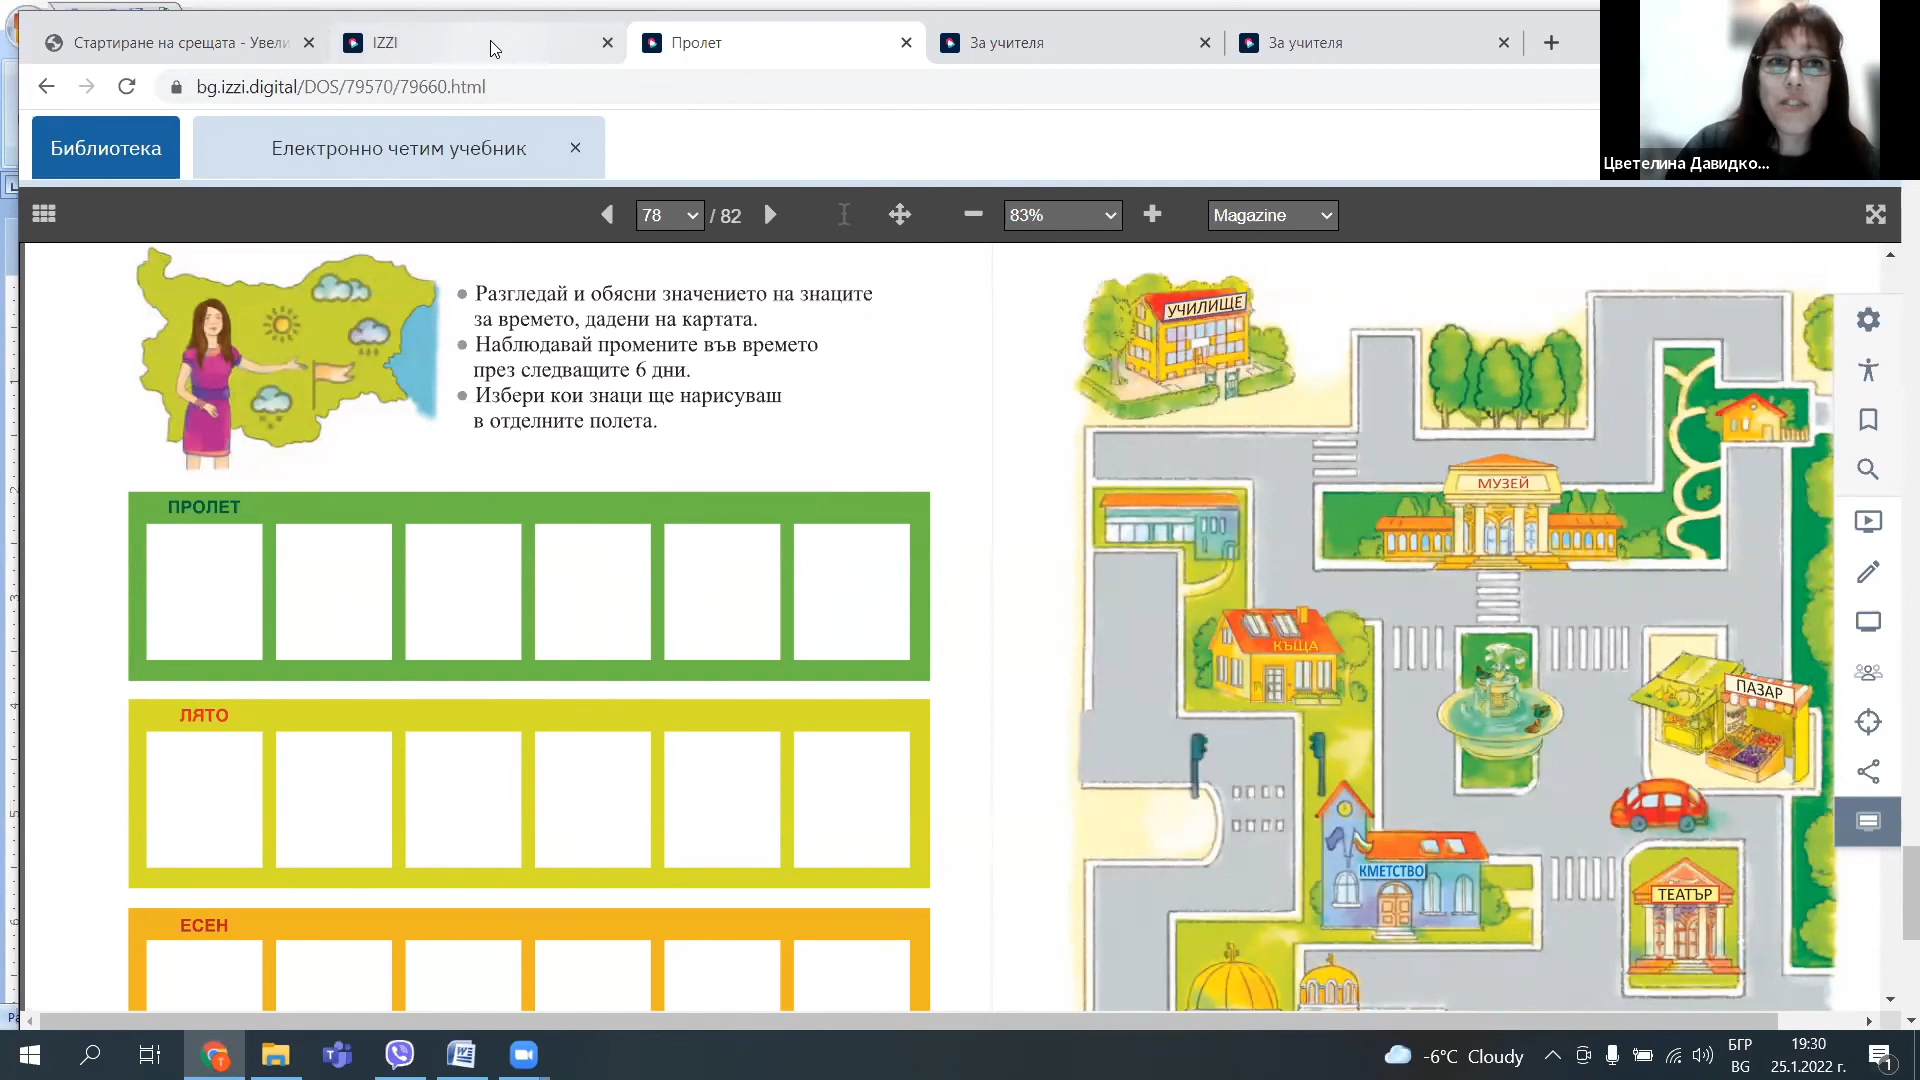 Стартиране на срещата - Увели
IZZI
Пролет
За учителя
За учителя
bg.izzi.digital/DOS/79570/79660.html
Цветелина Давидко...
Библиотека
Електронно четим учебник
78
/ 82
83%
Magazine
Разгледай и обясни значението на знаците
за времето, дадени на картата.
Наблюдавай промените във времето
през следващите 6 дни.
Избери кои знаци ще нарисуваш
в отделните полета.
ПРОЛЕТ
ЛЯТО
ЕСЕН
УЧИЛИЩЕ
МУЗЕЙ
КЪЩА
ПАЗАР
КМЕТСТВО
ТЕАТЪР
-6°C Cloudy
БГР
BG
19:30
25.1.2022 г.
1